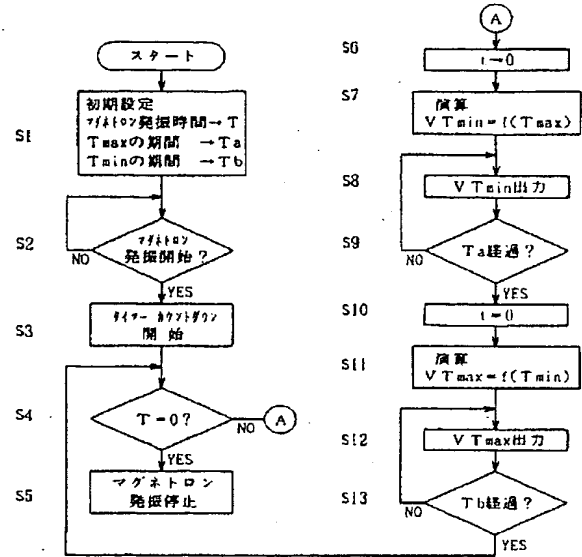 スタート
S1
初期設定
マグネトロン発振時間→T
Tmaxの期間 →Ta
Tminの期間 →Tb
S2
マグネトロン
発振開始?
NO
YES
S3
タイマー カウントダウン
開始
S4
T=0?
NO
A
YES
S5
マグネトロン
発振停止
A
S6
t→0
S7
演算
VTmin=f(Tmax)
S8
VTmin出力
S9
Ta経過?
NO
YES
S10
t=0
S11
演算
VTmax=f(Tmin)
S12
VTmax出力
S13
Tb経過?
NO
YES